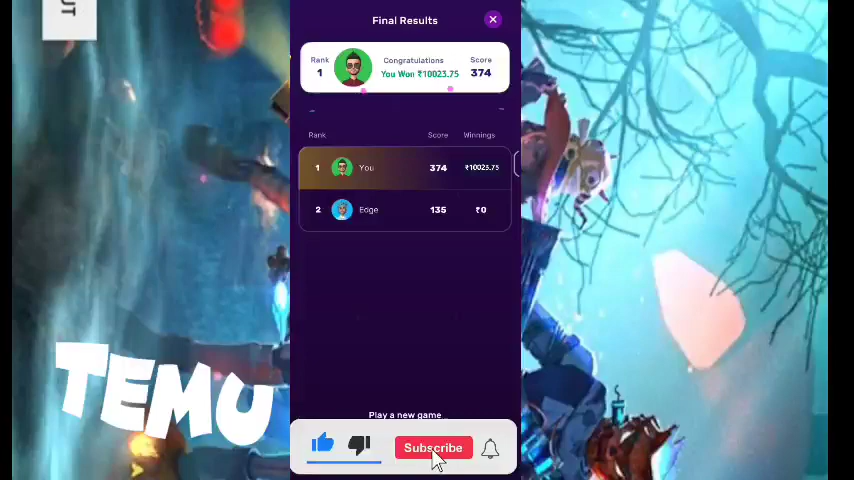 UT
Final Results
Rank
1
Congratulations
You Won ₹10023.75
Score
374
Rank Score Winnings
1 You 374 ₹10023.75
2 Edge 135 ₹0
TEMU
Play a new game...
Subscribe